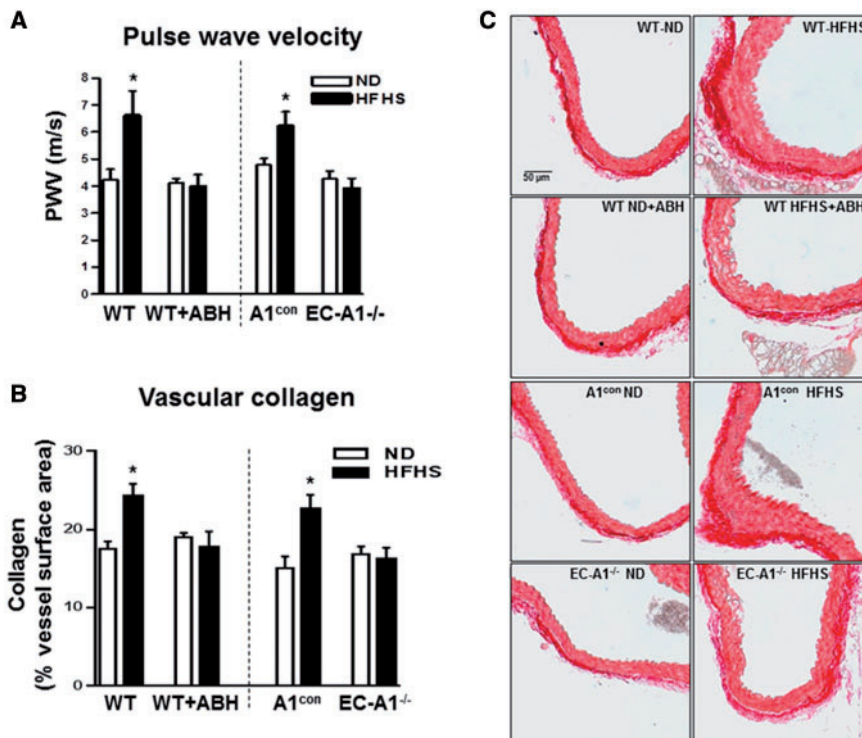 A
Pulse wave velocity
PWV (m/s)
8
7
6
5
4
3
2
1
0
*
*
ND
HFHS
WT WT+ABH A1con EC-A1-/-
B
Vascular collagen
Collagen
(% vessel surface area)
30
20
10
0
*
*
ND
HFHS
WT WT+ABH A1con EC-A1-/-
C
WT-ND
WT-HFHS
50 µm
WT ND+ABH
WT HFHS+ABH
A1con ND
A1con HFHS
EC-A1-/- ND
EC-A1-/- HFHS